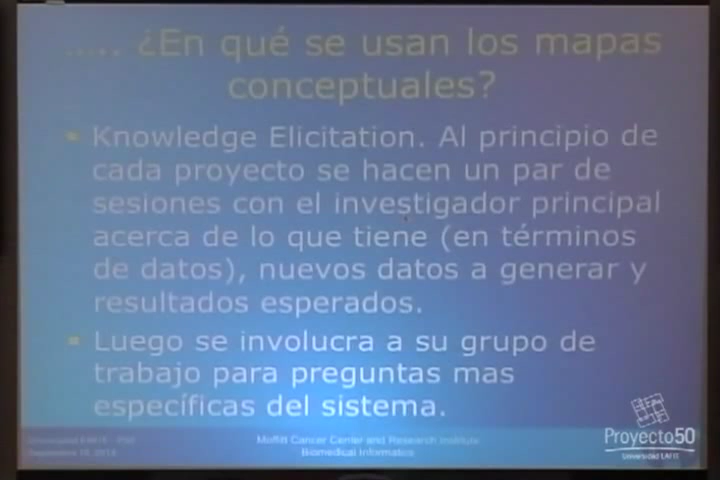 ..... ¿En qué se usan los mapas
conceptuales?
Knowledge Elicitation. Al principio de
cada proyecto se hacen un par de
sesiones con el investigador principal
acerca de lo que tiene (en términos
de datos), nuevos datos a generar y
resultados esperados.
Luego se involucra a su grupo de
trabajo para preguntas mas
específicas del sistema.
Moffitt Cancer Center and Research Institute
Biomedical Informatics
Proyecto50
Universidad EAFIT